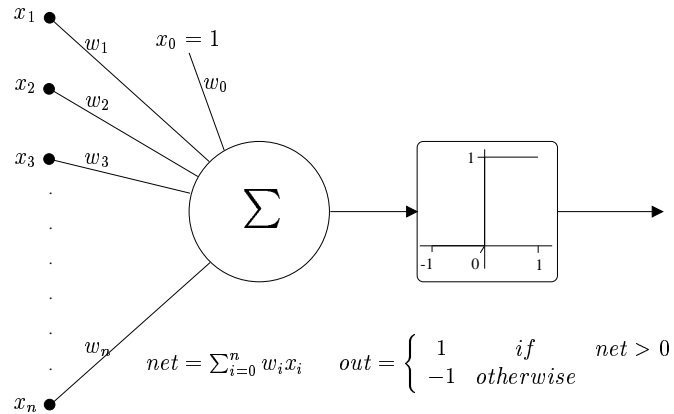 x₁
w₁
x₀ = 1
x₂
w₂
w₀
x₃
w₃
1
∑
-1
0
1
wₙ
net = ∑ⁿᵢ₌₀ wᵢxᵢ
out = { 1 if net > 0
−1 otherwise
xₙ